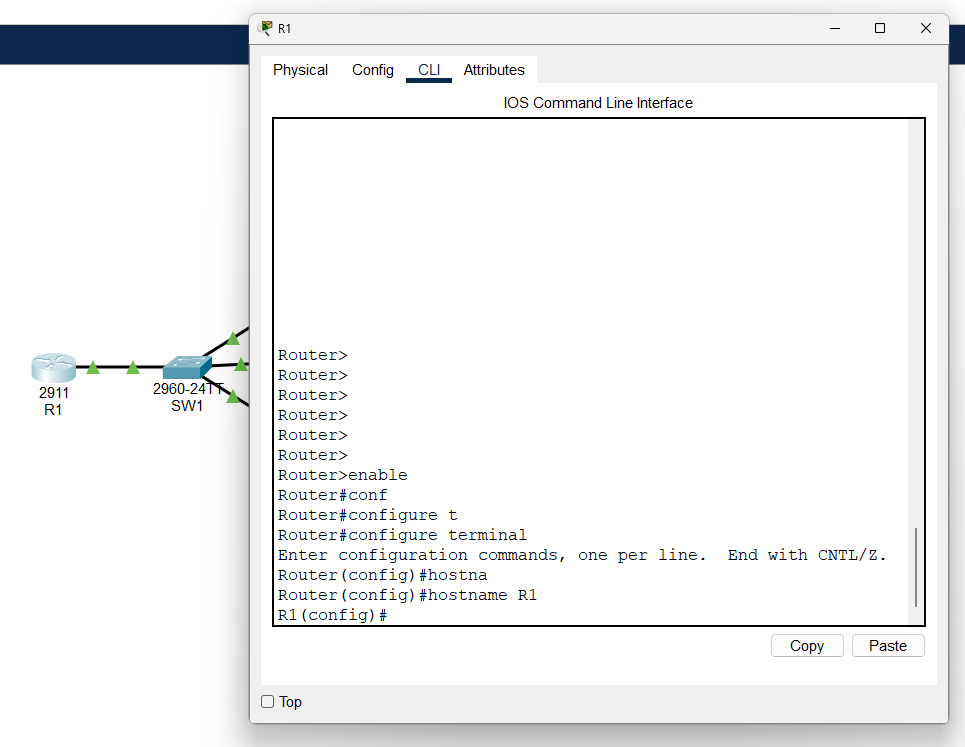 R1
Physical Config CLI Attributes
IOS Command Line Interface
Router>
Router>
Router>
Router>
Router>
Router>
Router>enable
Router#conf
Router#configure t
Router#configure terminal
Enter configuration commands, one per line.  End with CNTL/Z.
Router(config)#hostna
Router(config)#hostname R1
R1(config)#
Copy Paste
Top
2911
R1
2960-24TT
SW1